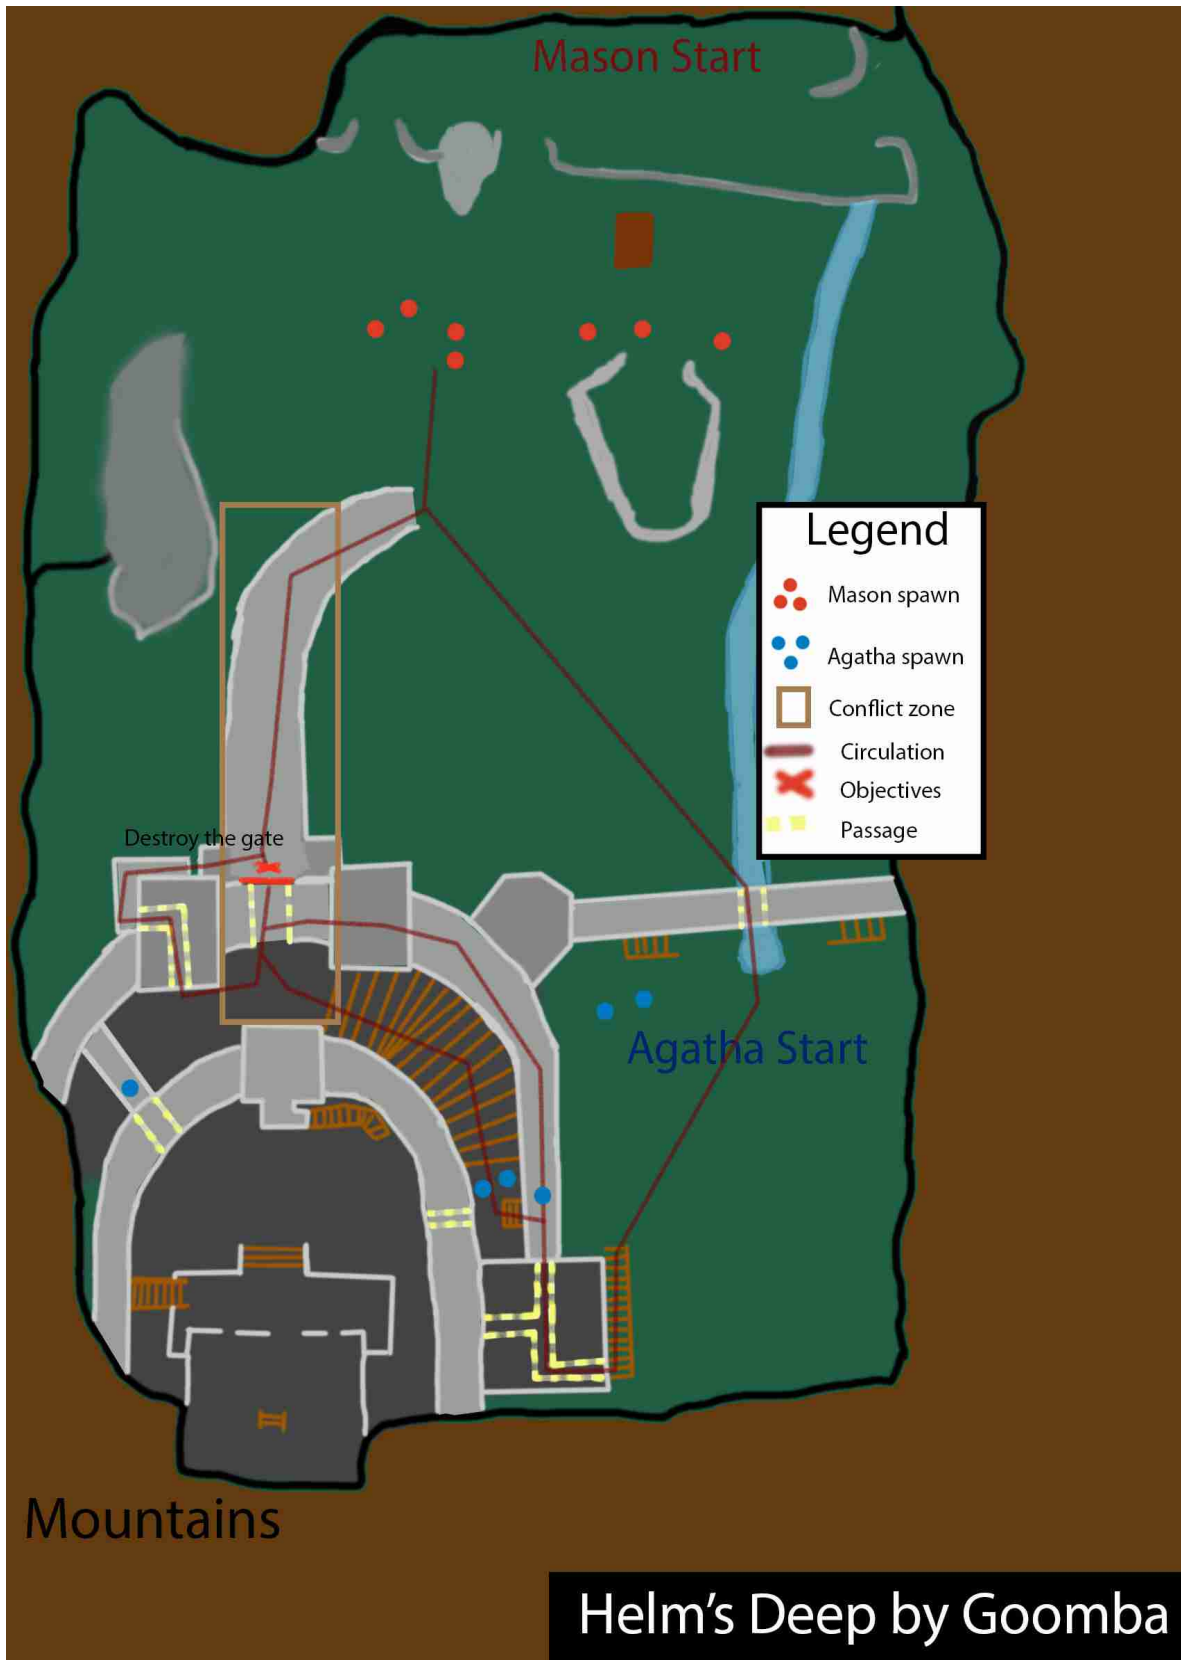 Mason Start
Legend
Mason spawn
Agatha spawn
Conflict zone
Circulation
Objectives
Passage
Destroy the gate
Agatha Start
Mountains
Helm's Deep by Goomba